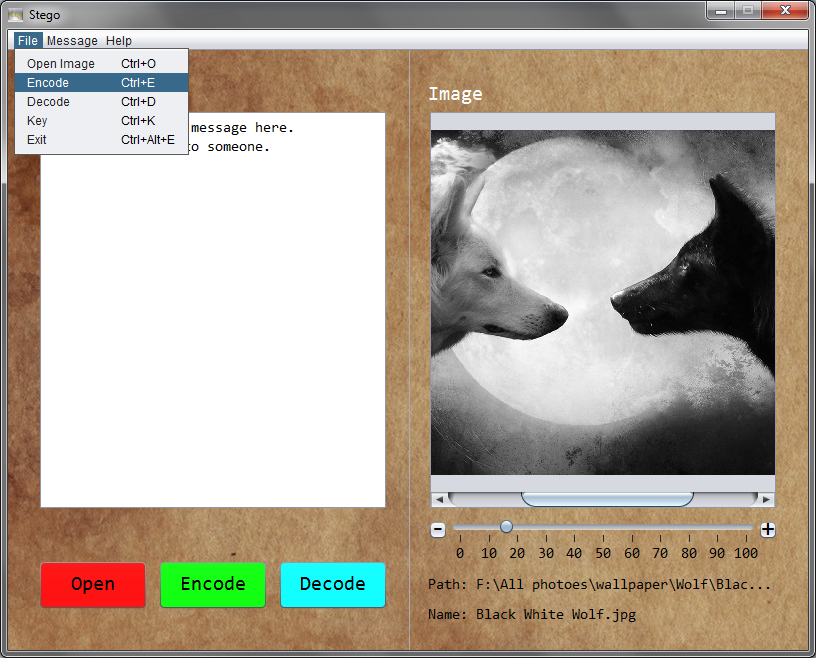 Stego
File Message Help
Open Image Ctrl+O
Encode Ctrl+E
Decode Ctrl+D
Key Ctrl+K
Exit Ctrl+Alt+E
message here.
to someone.
Image
0 10 20 30 40 50 60 70 80 90 100
Open Encode Decode
Path: F:\All photoes\wallpaper\Wolf\Blac...
Name: Black White Wolf.jpg